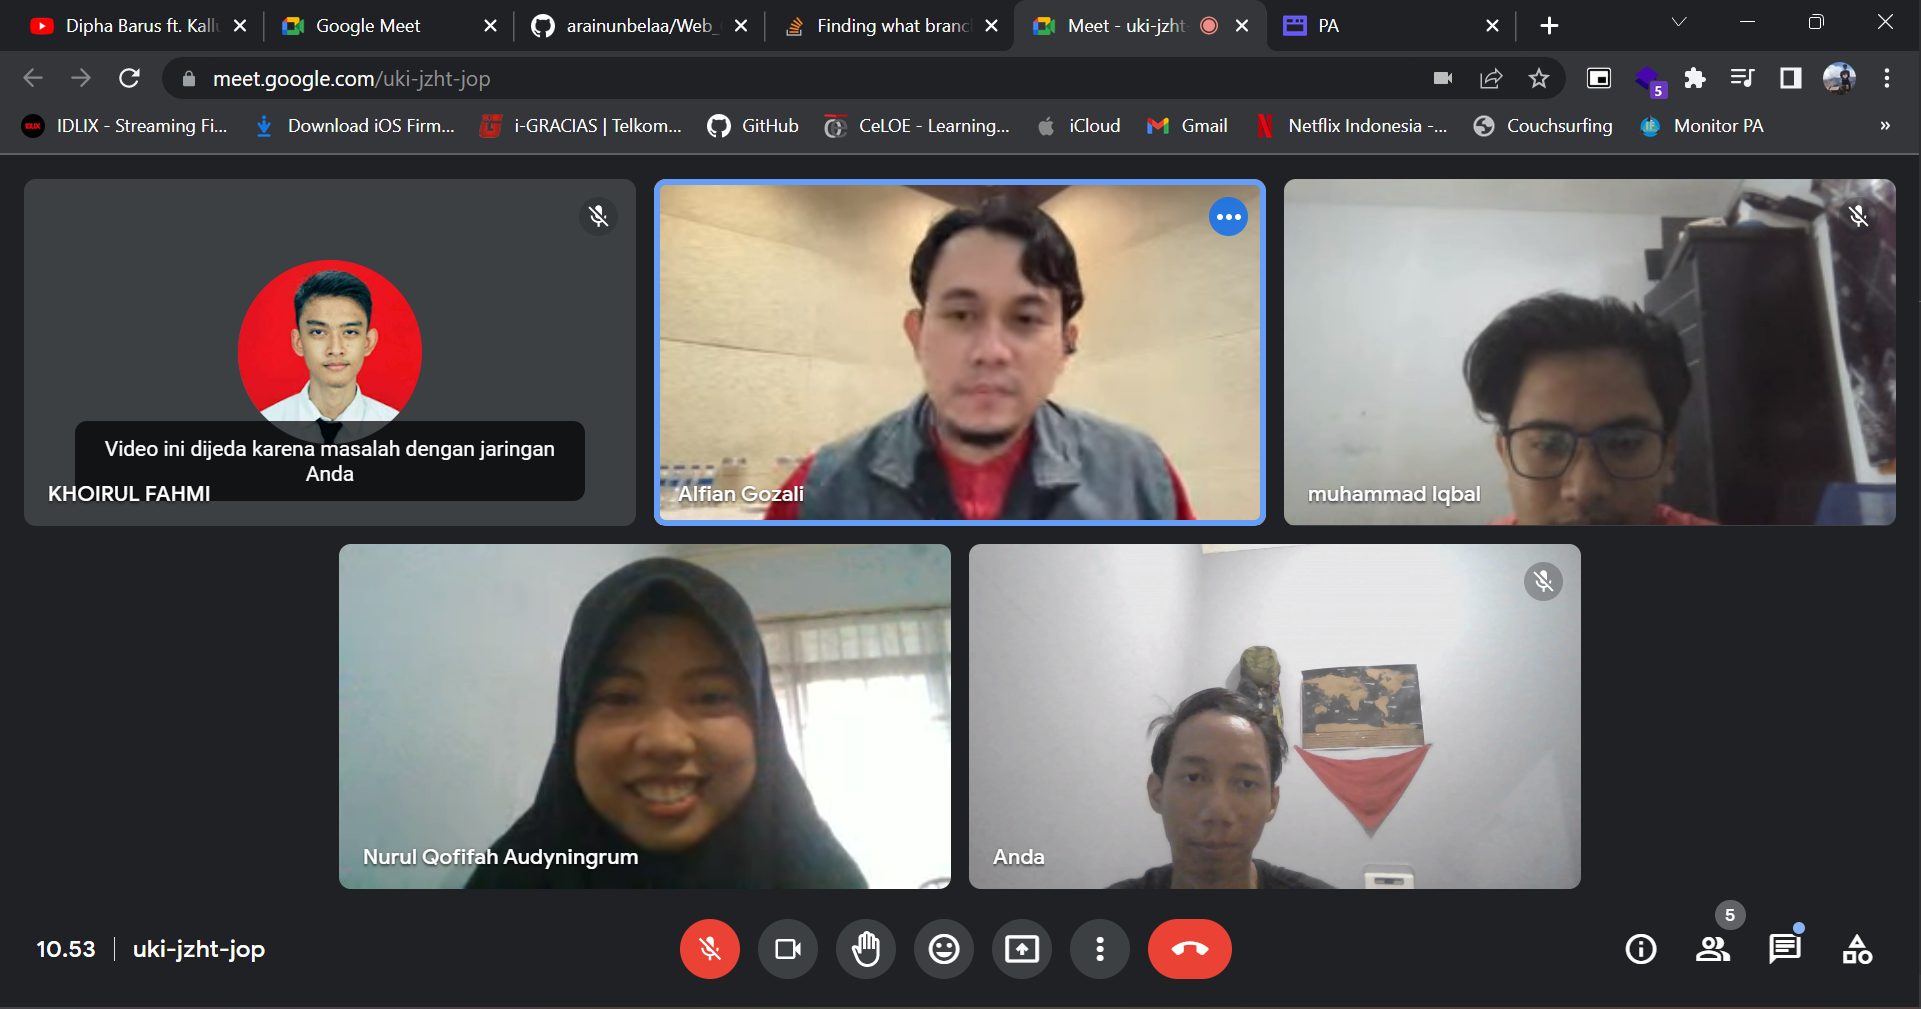 Dipha Barus ft. Kallu
Google Meet
arainunbelaa/Web_
Finding what branc
Meet - uki-jzht
PA
meet.google.com/uki-jzht-jop
5
IDLIX - Streaming Fi...
Download iOS Firm...
i-GRACIAS | Telkom...
GitHub
CeLOE - Learning...
iCloud
Gmail
Netflix Indonesia -...
Couchsurfing
Monitor PA
»
Video ini dijeda karena masalah dengan jaringan
Anda
KHOIRUL FAHMI
Alfian Gozali
muhammad Iqbal
Nurul Qofifah Audyningrum
Anda
10.53
uki-jzht-jop
5